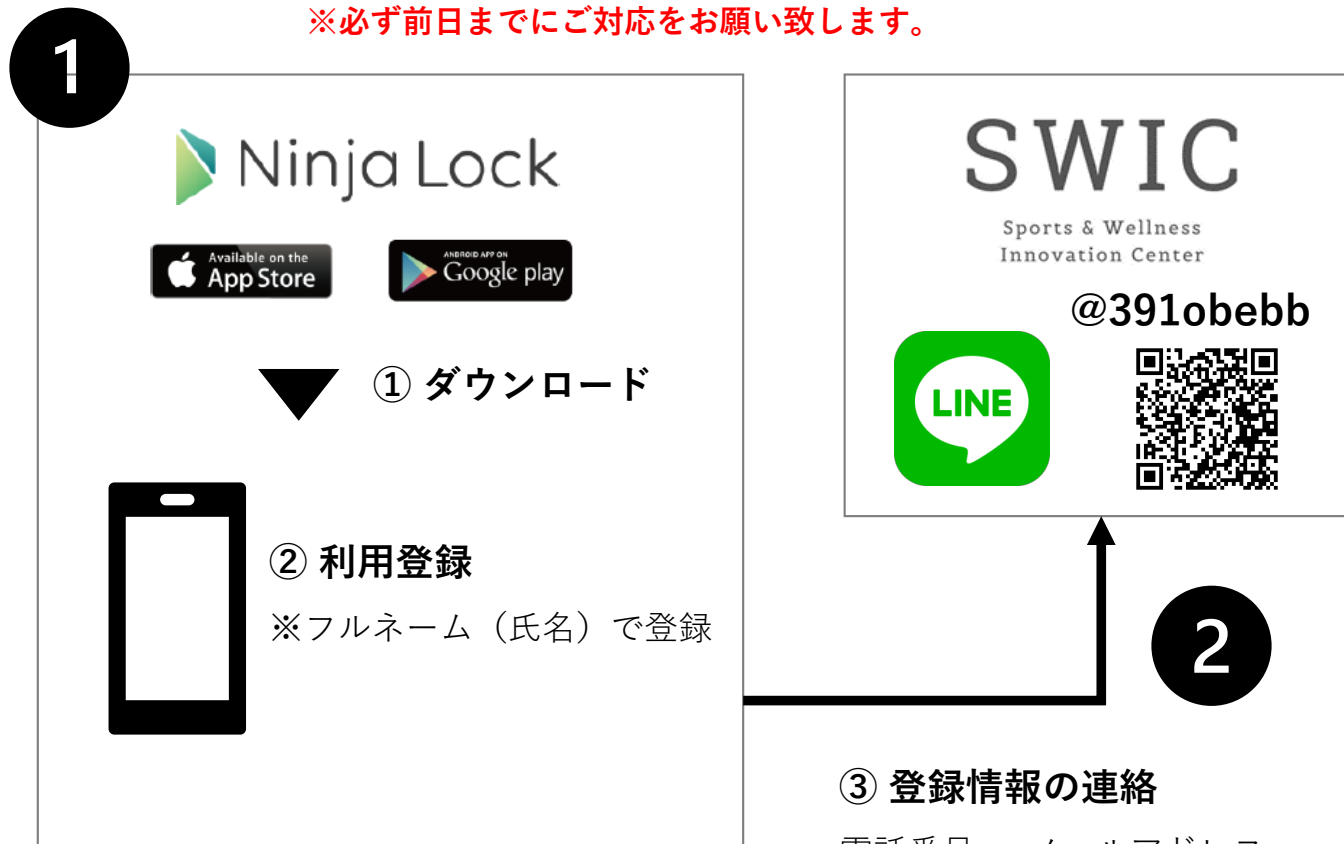 ※必ず前日までにご対応をお願い致します。
1
Ninja Lock
Available on the
App Store
ANDROID APP ON
Google play
① ダウンロード
② 利用登録
※フルネーム（氏名）で登録
SWIC
Sports & Wellness
Innovation Center
@391obebb
LINE
2
③ 登録情報の連絡